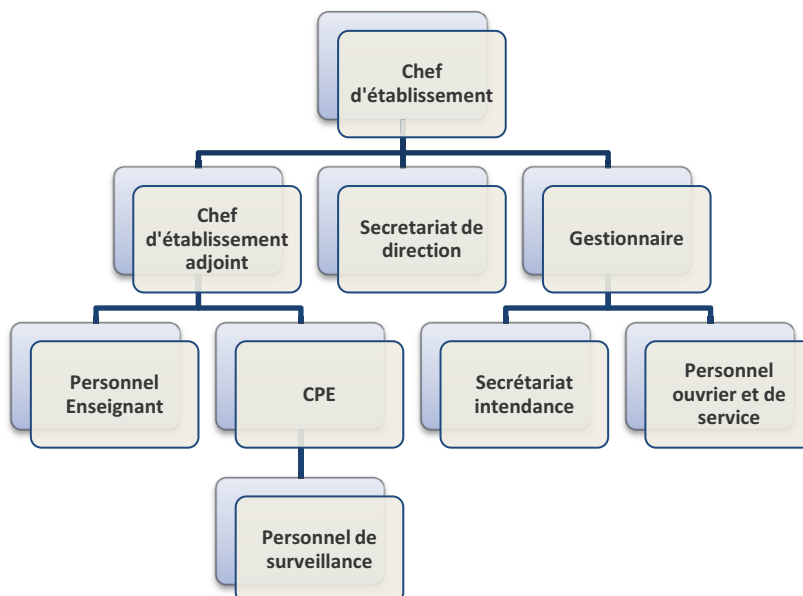 Chef
d'établissement
Chef
d'établissement
adjoint
Secretariat de
direction
Gestionnaire
Personnel
Enseignant
CPE
Secrétariat
intendance
Personnel
ouvrier et de
service
Personnel de
surveillance